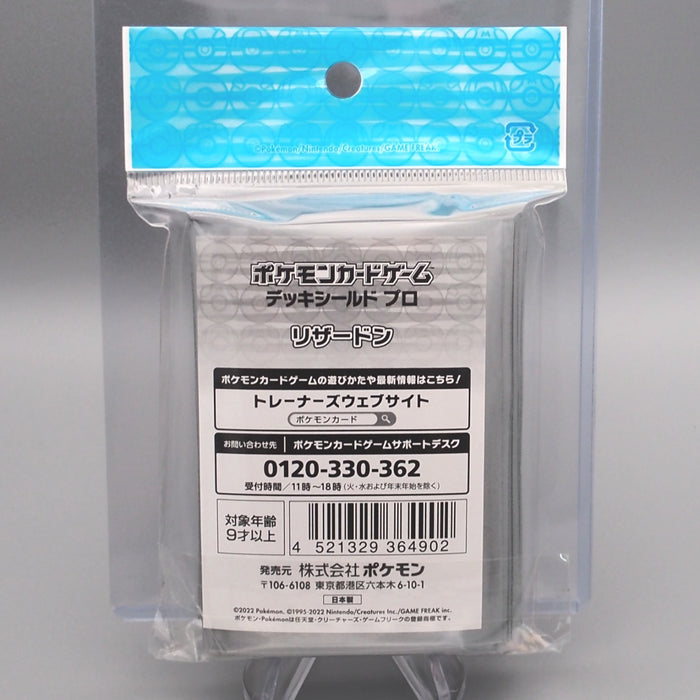 ©Pokémon/Nintendo/Creatures/GAME FREAK
プラ
ポケモンカードゲーム
デッキシールド プロ
リザードン
ポケモンカードゲームの遊びかたや最新情報はこちら！
トレーナーズウェブサイト
ポケモンカード
お問い合わせ先 ポケモンカードゲームサポートデスク
0120-330-362
受付時間／11時～18時（火・水および年末年始を除く）
対象年齢
9才以上
4 521329 364902
発売元 株式会社ポケモン
〒106-6108 東京都港区六本木6-10-1
日本製
©2022 Pokémon. ©1995-2022 Nintendo/Creatures Inc./GAME FREAK inc.
ポケモン・Pokémonは任天堂・クリーチャーズ・ゲームフリークの登録商標です。